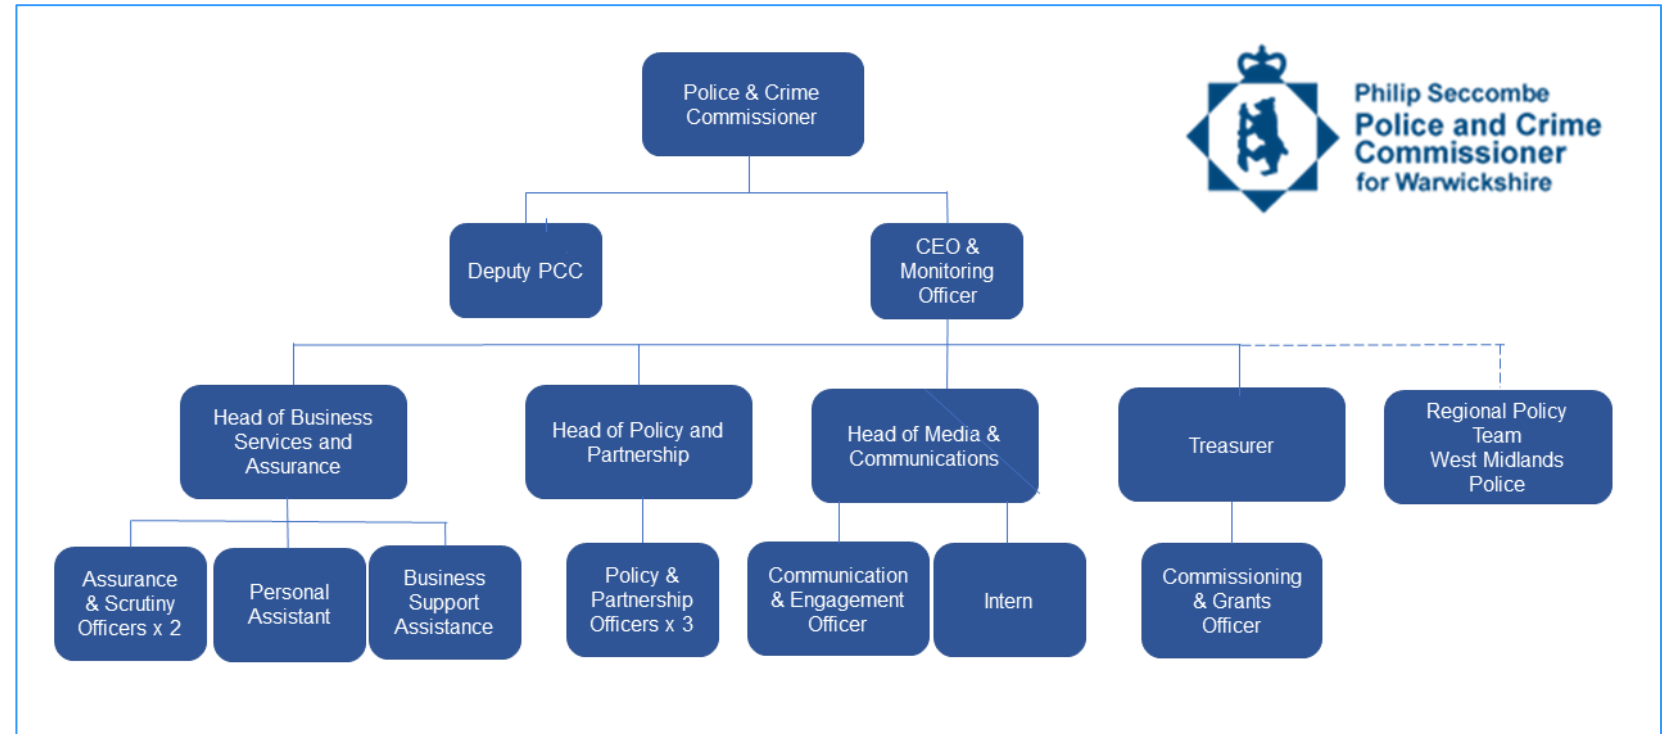 Police & Crime
Commissioner
Philip Seccombe
Police and Crime
Commissioner
for Warwickshire
Deputy PCC
CEO &
Monitoring
Officer
Head of Business
Services and
Assurance
Head of Policy and
Partnership
Head of Media &
Communications
Treasurer
Regional Policy
Team
West Midlands
Police
Assurance
& Scrutiny
Officers x 2
Personal
Assistant
Business
Support
Assistance
Policy &
Partnership
Officers x 3
Communication
& Engagement
Officer
Intern
Commissioning
& Grants
Officer